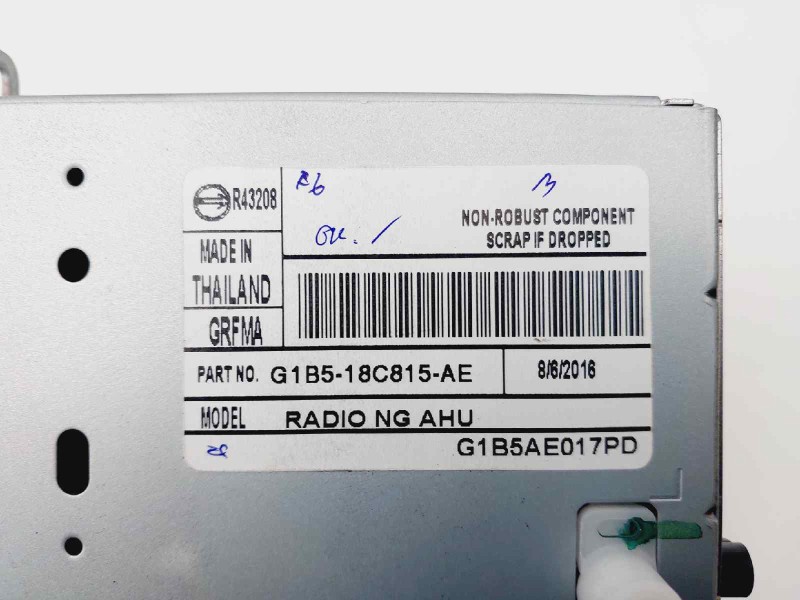 R43208
NON-ROBUST COMPONENT
SCRAP IF DROPPED
MADE IN
THAILAND
GRFMA
PART NO. G1B5-18C815-AE 8/6/2016
MODEL RADIO NG AHU
G1B5AE017PD